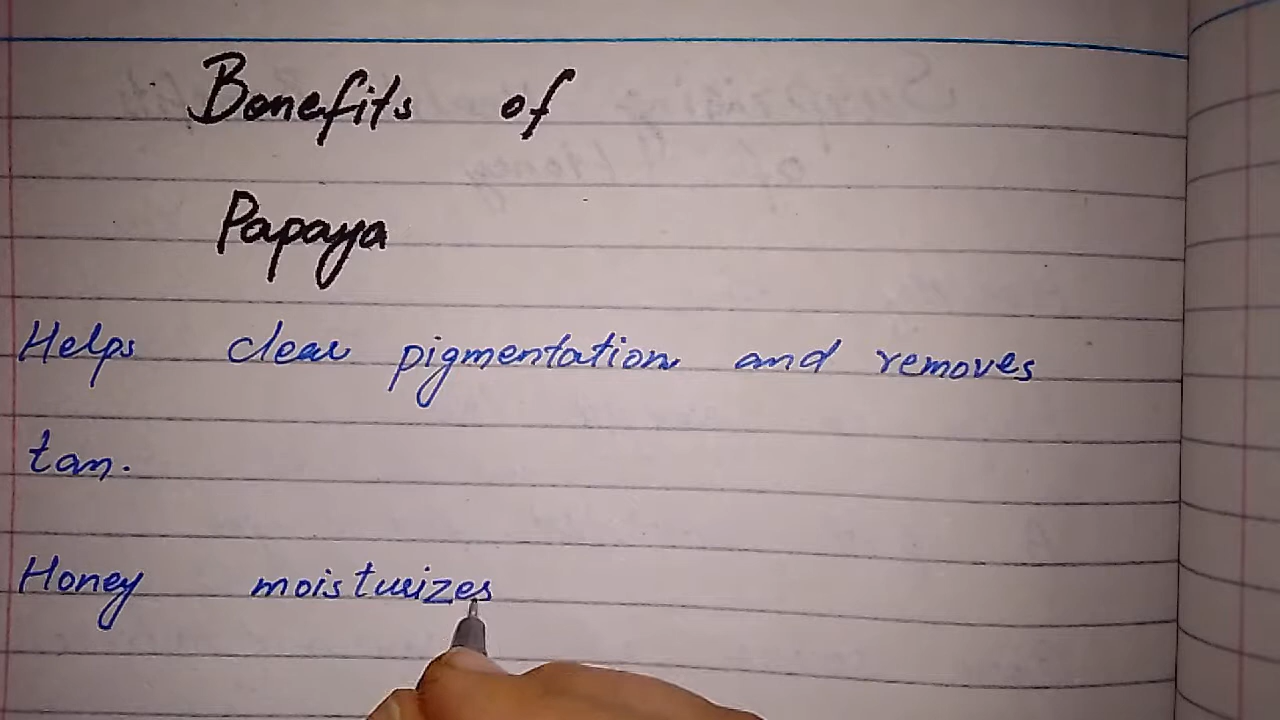 Benefits of
Papaya
Helps clear pigmentation and removes
tan.
Honey moisturizes